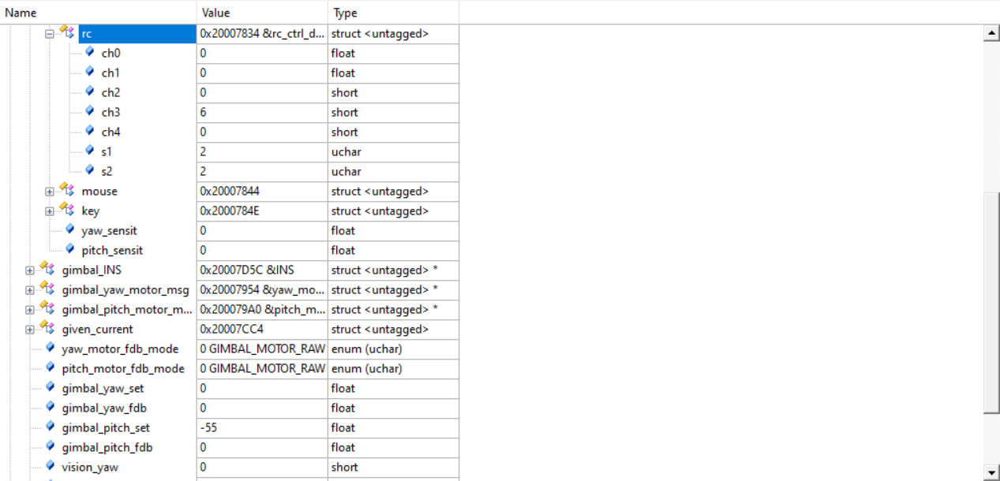 Name Value Type
rc 0x20007834 &rc_ctrl_d... struct <untagged>
ch0 0 float
ch1 0 float
ch2 0 short
ch3 6 short
ch4 0 short
s1 2 uchar
s2 2 uchar
mouse 0x20007844 struct <untagged>
key 0x2000784E struct <untagged>
yaw_sensit 0 float
pitch_sensit 0 float
gimbal_INS 0x20007D5C &INS struct <untagged> *
gimbal_yaw_motor_msg 0x20007954 &yaw_mo... struct <untagged> *
gimbal_pitch_motor_m... 0x200079A0 &pitch_m... struct <untagged> *
given_current 0x20007CC4 struct <untagged>
yaw_motor_fdb_mode 0 GIMBAL_MOTOR_RAW enum (uchar)
pitch_motor_fdb_mode 0 GIMBAL_MOTOR_RAW enum (uchar)
gimbal_yaw_set 0 float
gimbal_yaw_fdb 0 float
gimbal_pitch_set -55 float
gimbal_pitch_fdb 0 float
vision_yaw 0 short